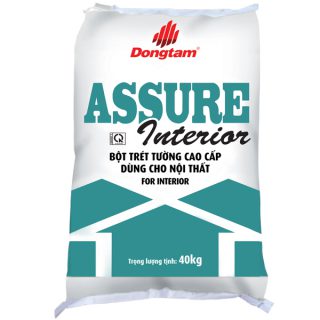 Dongtam
ASSURE
Interior
BỘT TRÉT TƯỜNG CAO CẤP
DÙNG CHO NỘI THẤT
FOR INTERIOR
Trọng lượng tịnh: 40kg